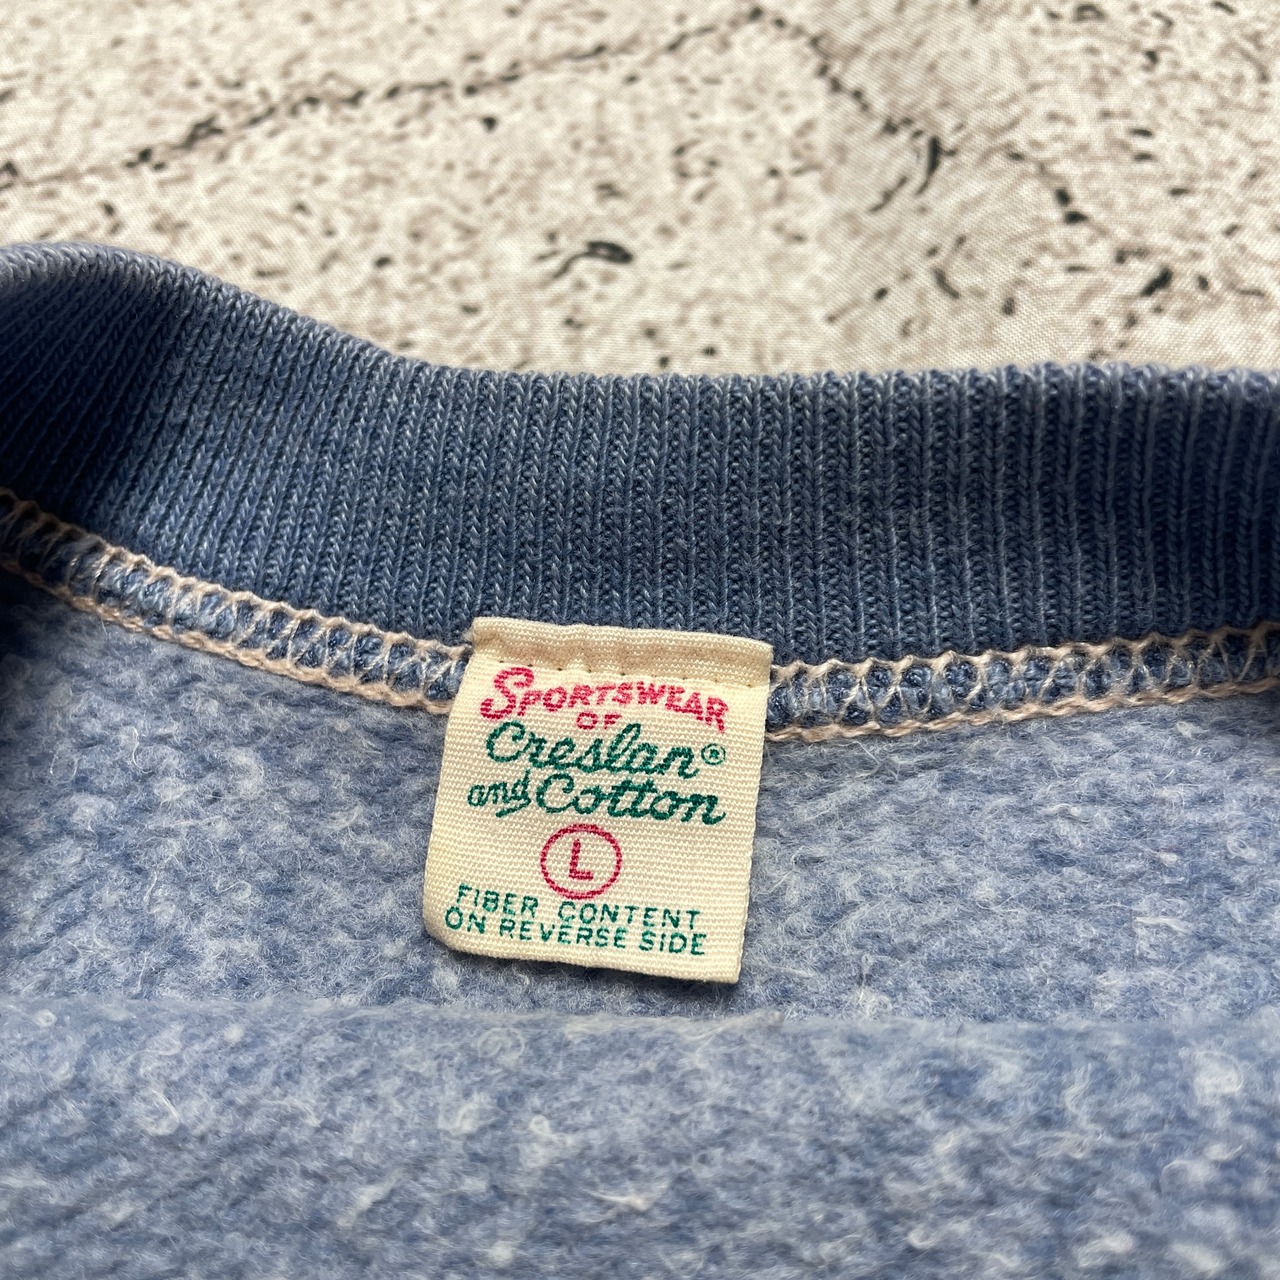 SPORTSWEAR
OF
Creslan®
and Cotton
L
FIBER CONTENT
ON REVERSE SIDE